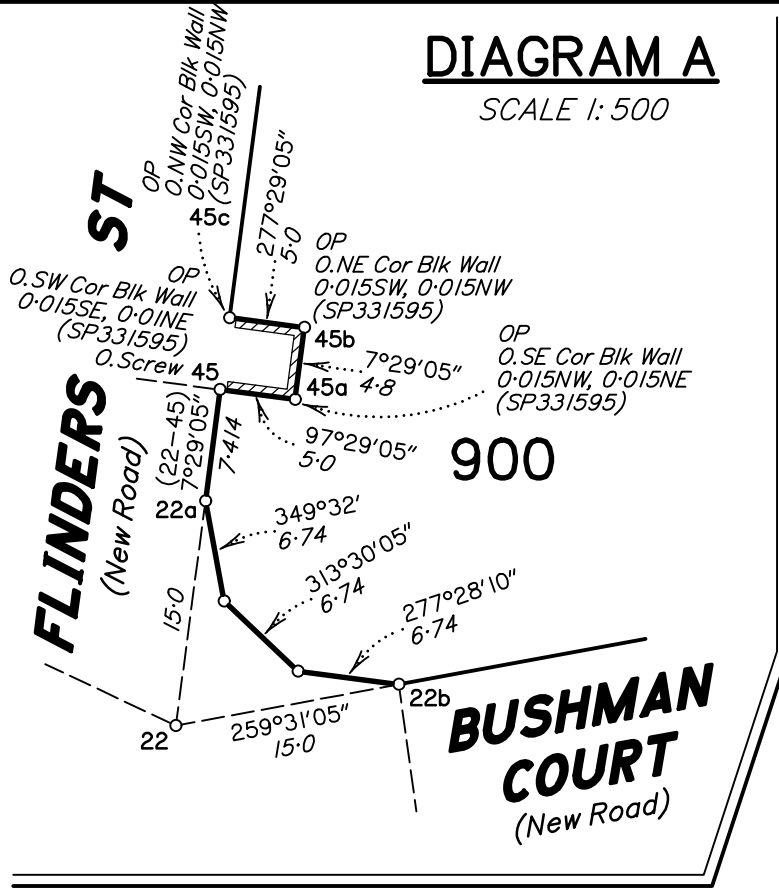 DIAGRAM A
SCALE 1:500
OP
O.NW Cor Blk Wall
0·015SW, 0·015NW
(SP331595)
45c
277°29'05"
5·0
ST
OP
O.NE Cor Blk Wall
0·015SW, 0·015NW
(SP331595)
45b
OP
O.SW Cor Blk Wall
0·015SE, 0·01NE
(SP331595)
O.Screw
45
7°29'05"
4·8
45a
OP
O.SE Cor Blk Wall
0·015NW, 0·015NE
(SP331595)
97°29'05"
5·0
900
(22-45)
7°29'05"
7·414
FLINDERS
(New Road)
22a
349°32'
6·74
313°30'05"
6·74
277°28'10"
6·74
15·0
22b
22
259°31'05"
15·0
BUSHMAN
COURT
(New Road)